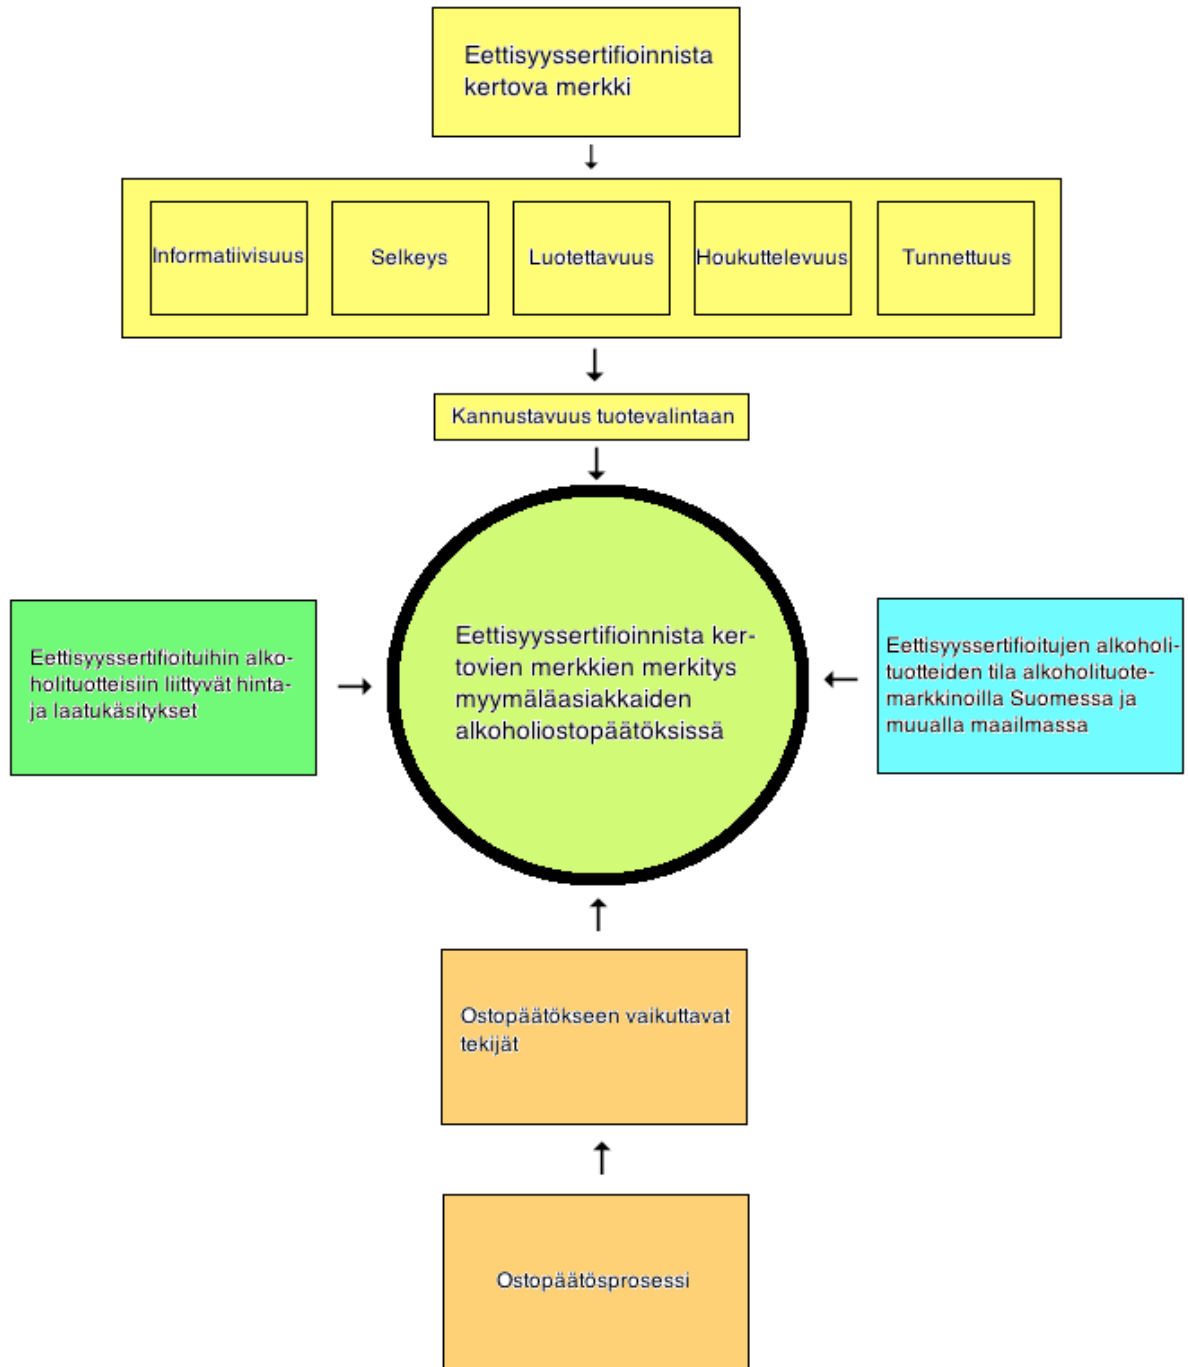 Eettisyyssertifioinnista
kertova merkki
Informatiivisuus
Selkeys
Luotettavuus
Houkuttelevuus
Tunnettuus
Kannustavuus tuotevalintaan
Eettisyyssertifioituihin alko-
holituotteisiin liittyvät hinta-
ja laatukäsitykset
Eettisyyssertifioinnista ker-
tovien merkkien merkitys
myymäläasiakkaiden
alkoholiostopäätöksissä
Eettisyyssertifioitujen alkoholi-
tuotteiden tila alkoholituote-
markkinoilla Suomessa ja
muualla maailmassa
Ostopäätökseen vaikuttavat
tekijät
Ostopäätösprosessi